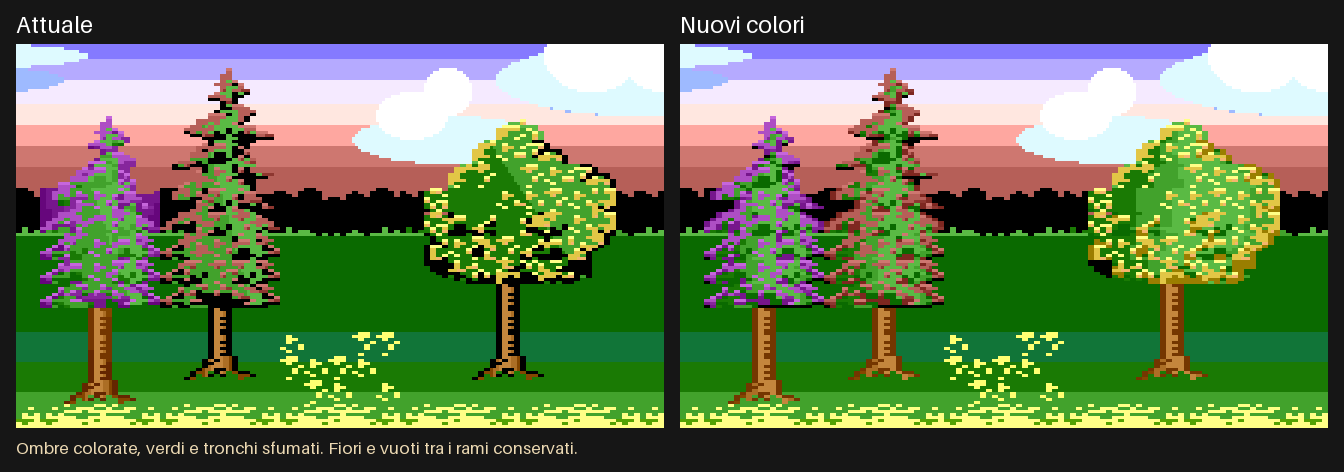 Attuale
Nuovi colori
Ombre colorate, verdi e tronchi sfumati. Fiori e vuoti tra i rami conservati.